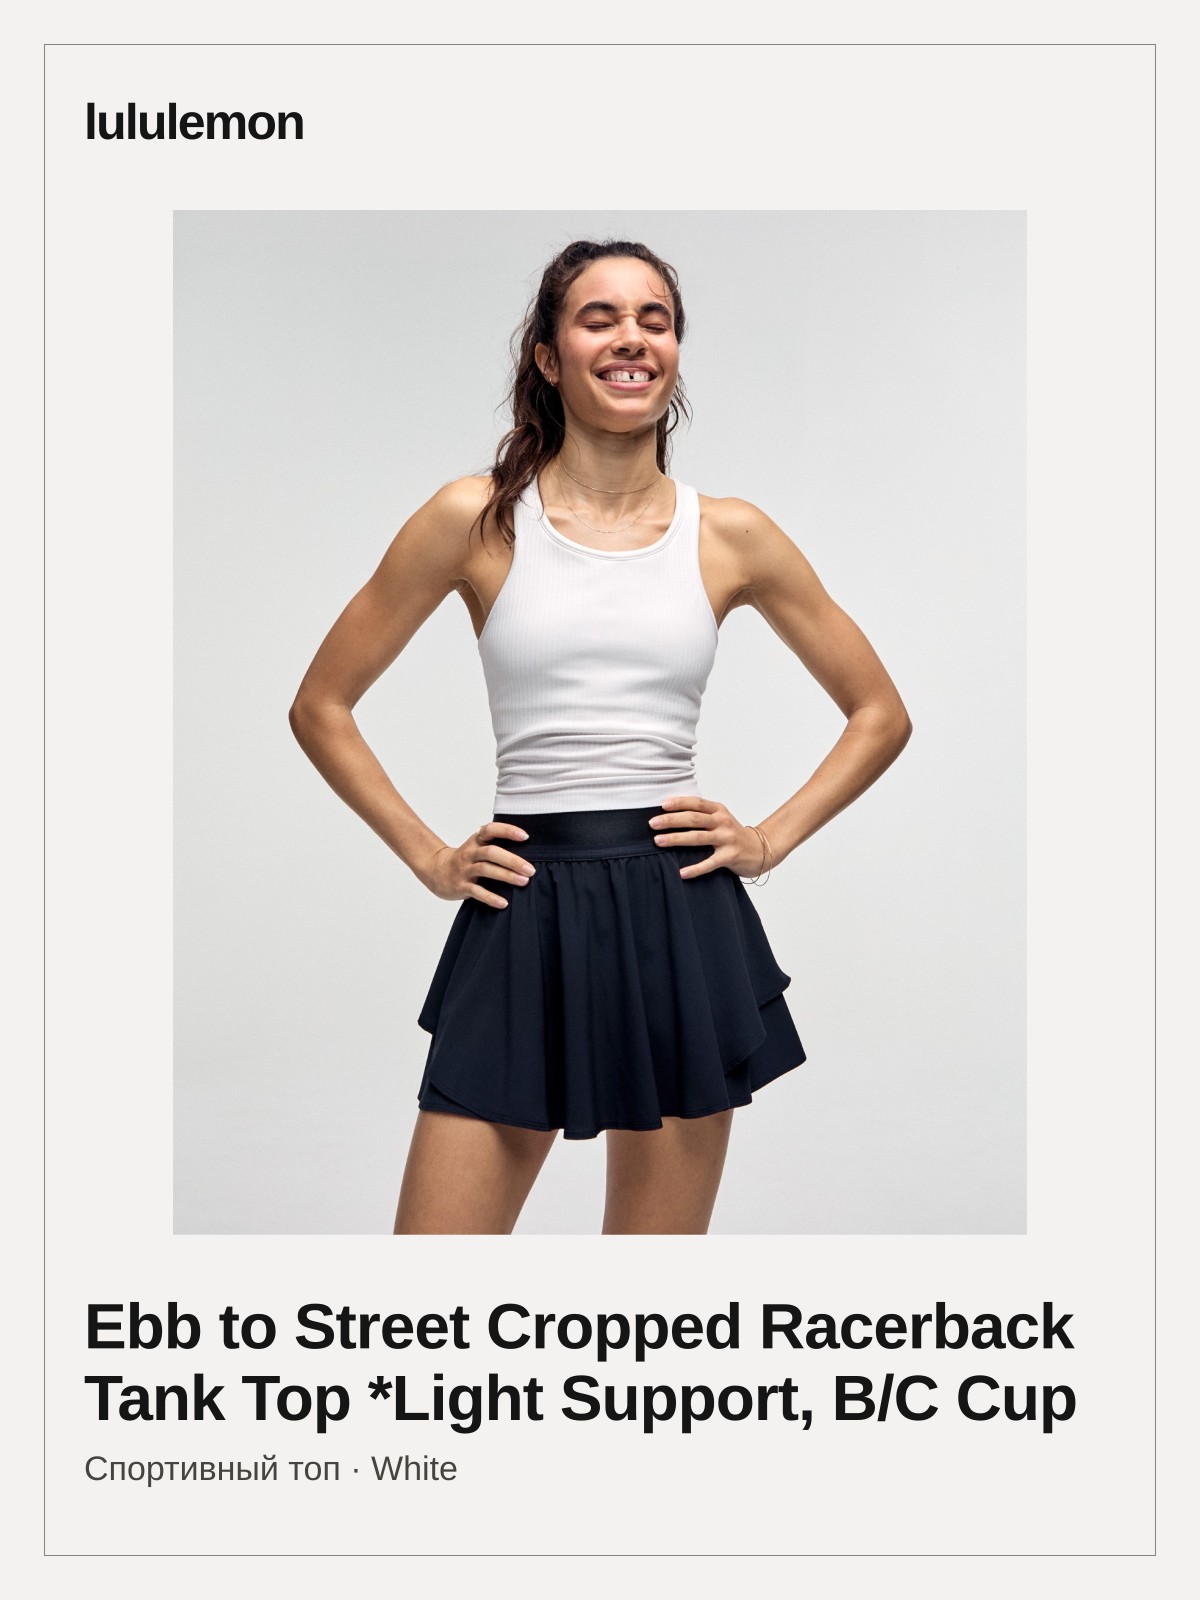 lululemon
Ebb to Street Cropped Racerback
Tank Top *Light Support, B/C Cup
Спортивный топ · White